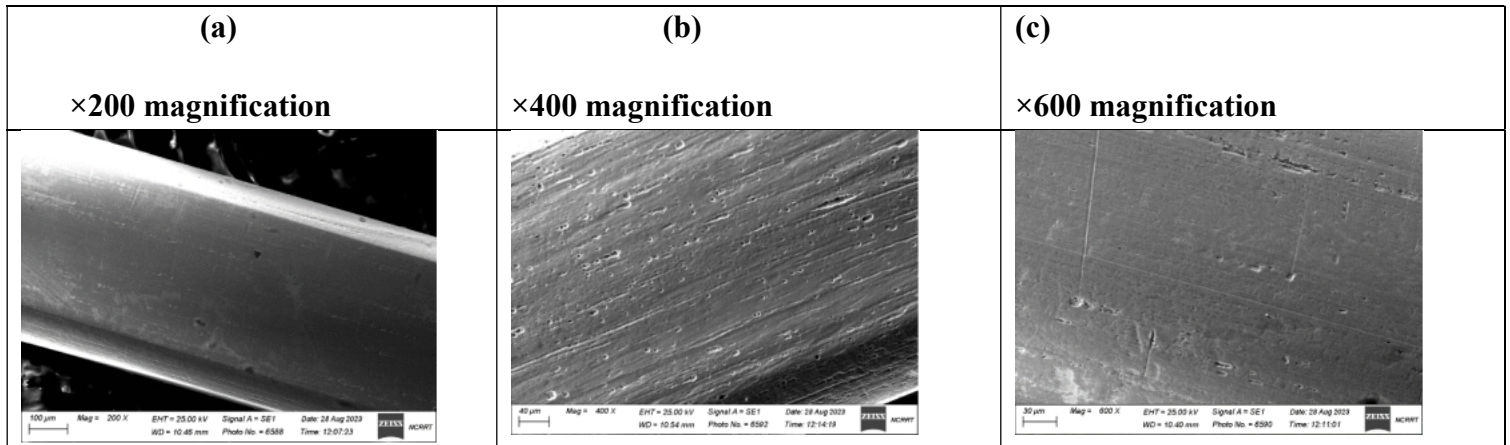 (a)
×200 magnification
(b)
×400 magnification
(c)
×600 magnification
100 µm Mag = 200 X EHT = 25.00 kV Signal A = SE1 Date: 28 Aug 2023 ZEISS NCRRT
WD = 10.45 mm Photo No. = 6588 Time: 12:07:23
40 µm Mag = 400 X EHT = 25.00 kV Signal A = SE1 Date: 28 Aug 2023 ZEISS NCRRT
WD = 10.54 mm Photo No. = 6592 Time: 12:14:19
30 µm Mag = 600 X EHT = 25.00 kV Signal A = SE1 Date: 28 Aug 2023 ZEISS NCRRT
WD = 10.40 mm Photo No. = 6590 Time: 12:11:01